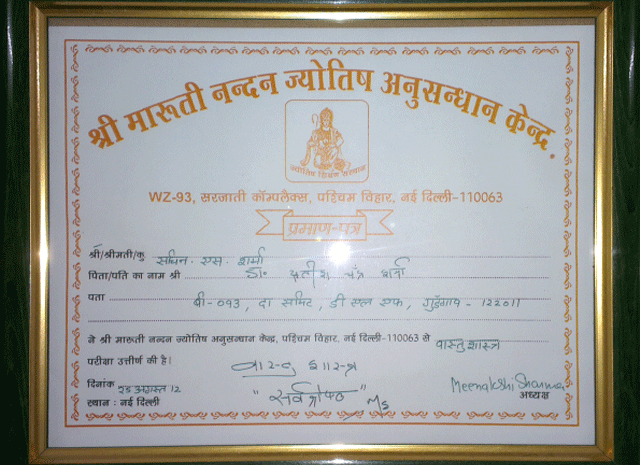 श्री मारूती नन्दन ज्योतिष अनुसन्धान केन्द्र.
WZ-93, सरजाती कॉम्पलैक्स, पश्चिम विहार, नई दिल्ली-110063
प्रमाण-पत्र
श्री/श्रीमती/कु सचिन. एस. शर्मा
पिता/पति का नाम श्री डा. चंद्र शर्मा
पता बी-093, दा समिट, डी एल एफ, गुड़गांव-122011
ने श्री मारूती नन्दन ज्योतिष अनुसन्धान केन्द्र, पश्चिम विहार, नई दिल्ली-110063 से वास्तुशास्त्र
परीक्षा उत्तीर्ण की है। वास्तु शास्त्र
दिनांक अगस्त 12 "सर्वश्रेष्ठ" Ms Meenakshi Sharma
स्थान : नई दिल्ली अध्यक्ष